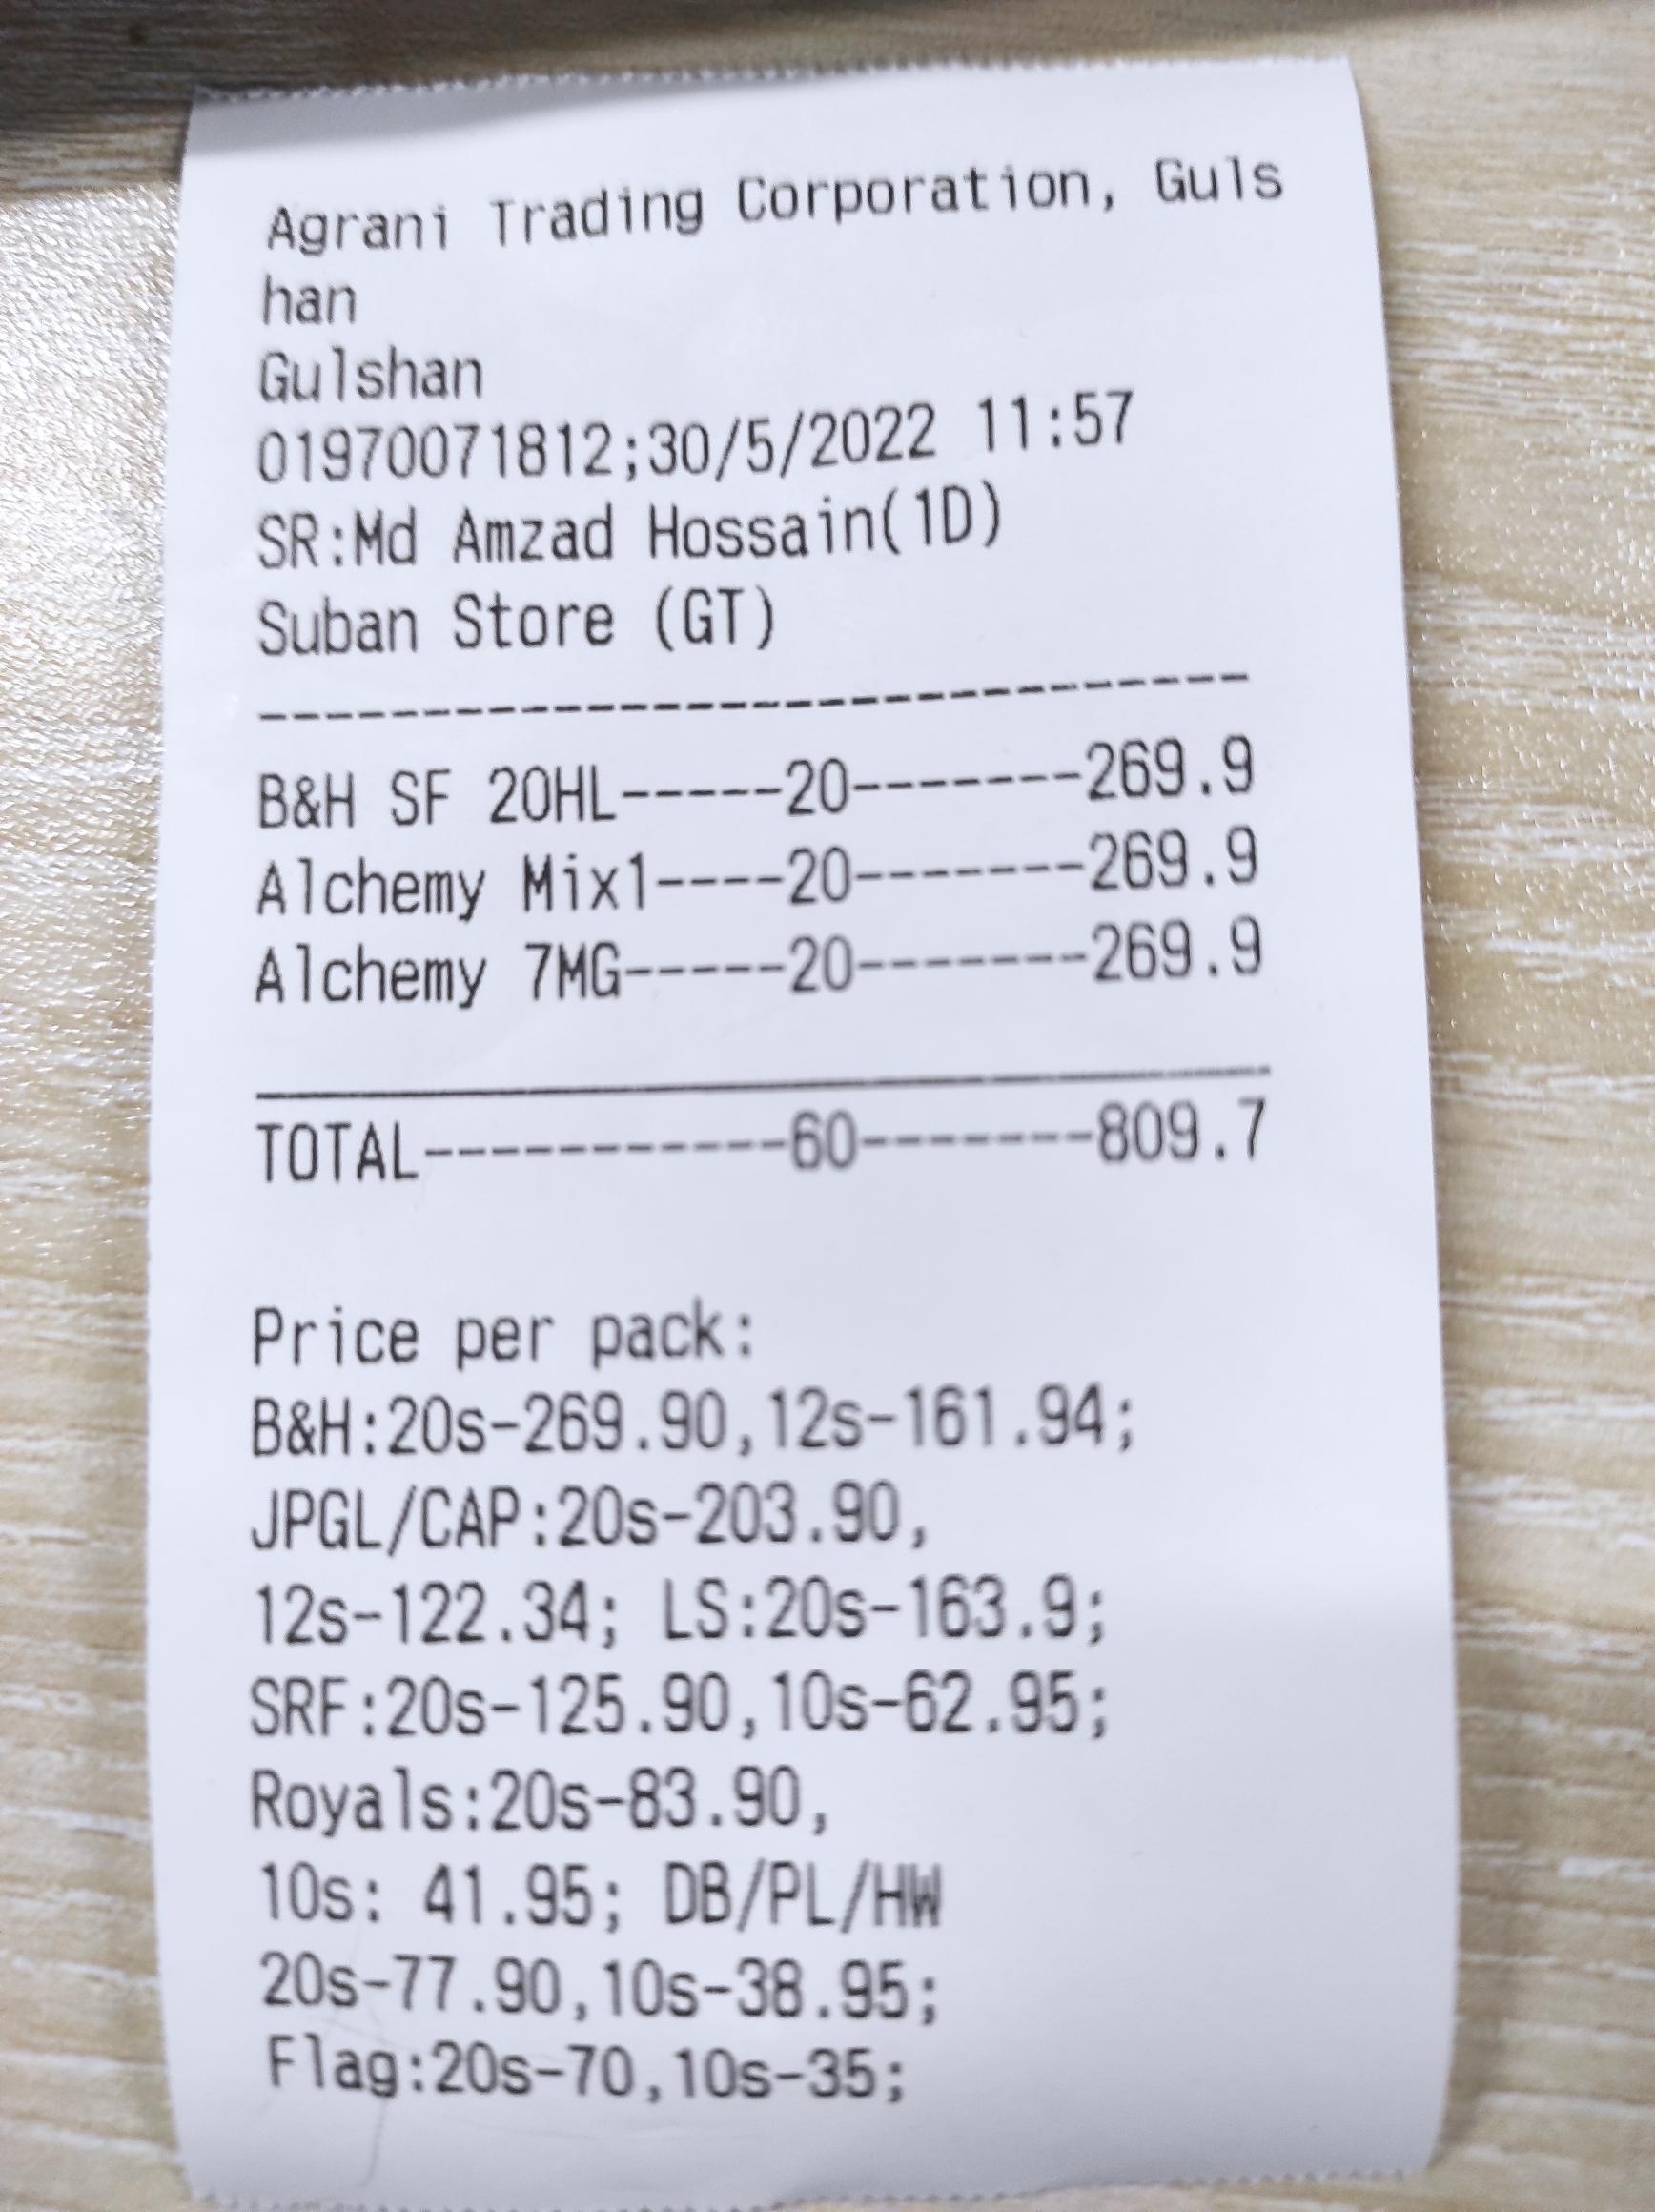 Agrani Trading Corporation, Guls
han
Gulshan
01970071812;30/5/2022 11:57
SR:Md Amzad Hossain(1D)
Suban Store (GT)
-------------------------------
B&H SF 20HL-----20-------269.9
Alchemy Mix1----20-------269.9
Alchemy 7MG-----20-------269.9
_______________________________
TOTAL-----------60-------809.7
Price per pack:
B&H:20s-269.90,12s-161.94;
JPGL/CAP:20s-203.90,
12s-122.34; LS:20s-163.9;
SRF:20s-125.90,10s-62.95;
Royals:20s-83.90,
10s: 41.95; DB/PL/HW
20s-77.90,10s-38.95;
Flag:20s-70,10s-35;